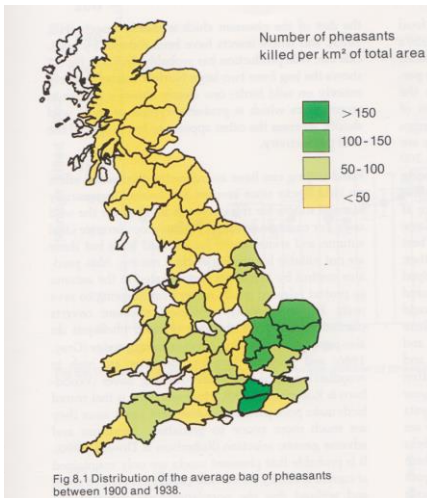 Number of pheasants
killed per km² of total area
> 150
100-150
50-100
< 50
Fig 8.1 Distribution of the average bag of pheasants
between 1900 and 1938.